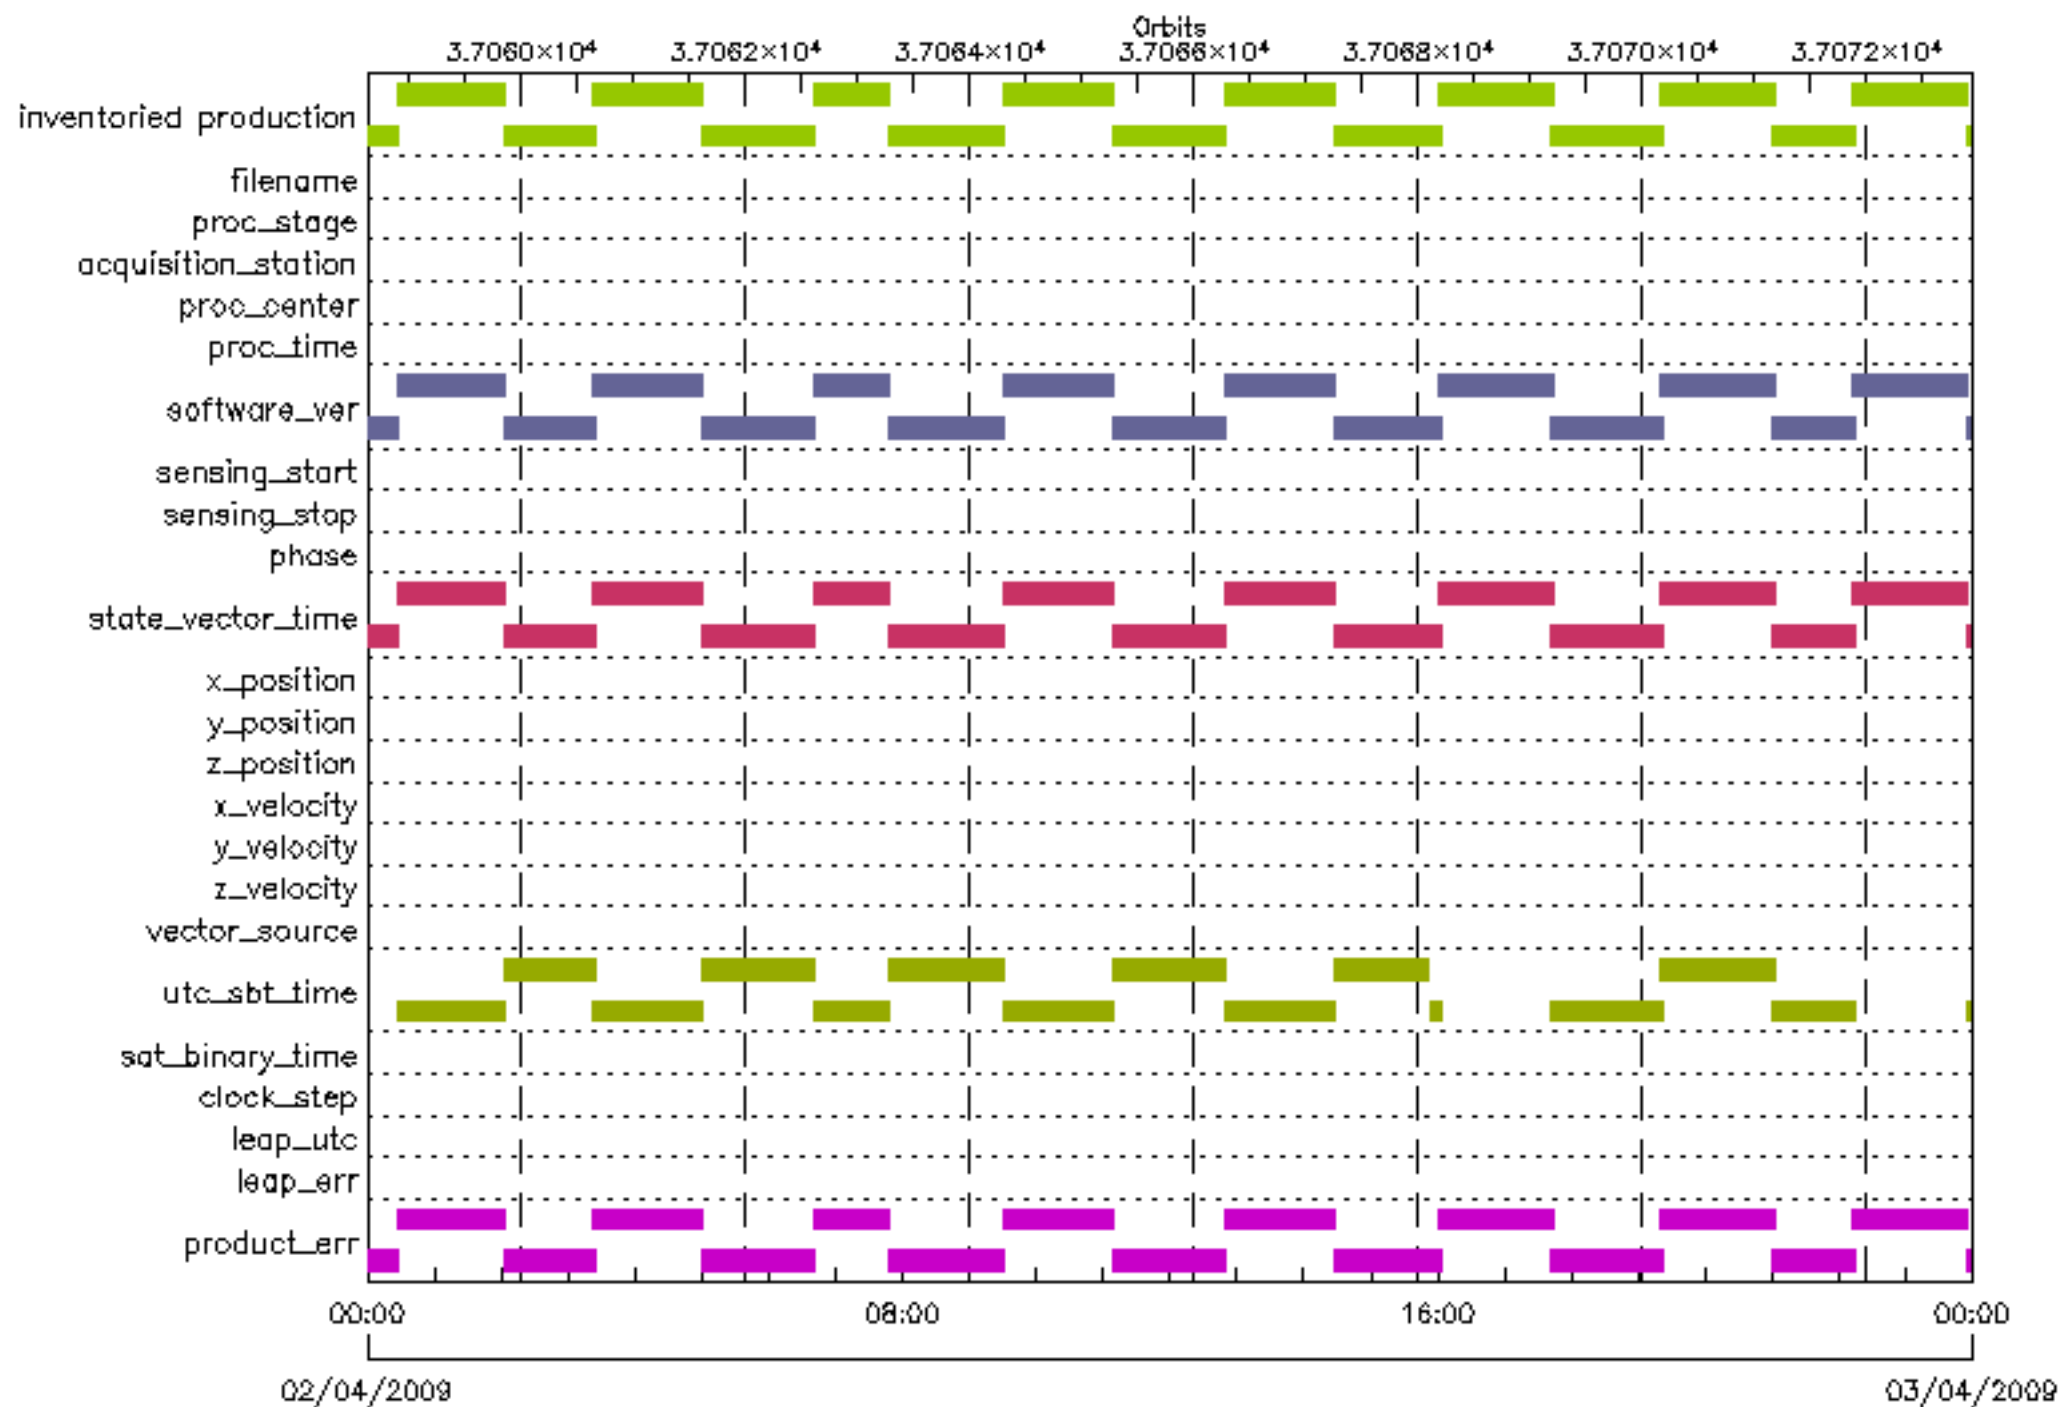 Orbits
3.7060×10⁴ 3.7062×10⁴ 3.7064×10⁴ 3.7066×10⁴ 3.7068×10⁴ 3.7070×10⁴ 3.7072×10⁴
inventoried production
filename
proc_stage
acquisition_station
proc_center
proc_time
software_ver
sensing_start
sensing_stop
phase
state_vector_time
x_position
y_position
z_position
x_velocity
y_velocity
z_velocity
vector_source
utc_sbt_time
sat_binary_time
clock_step
leap_utc
leap_err
product_err
00:00 08:00 16:00 00:00
02/04/2009 03/04/2009